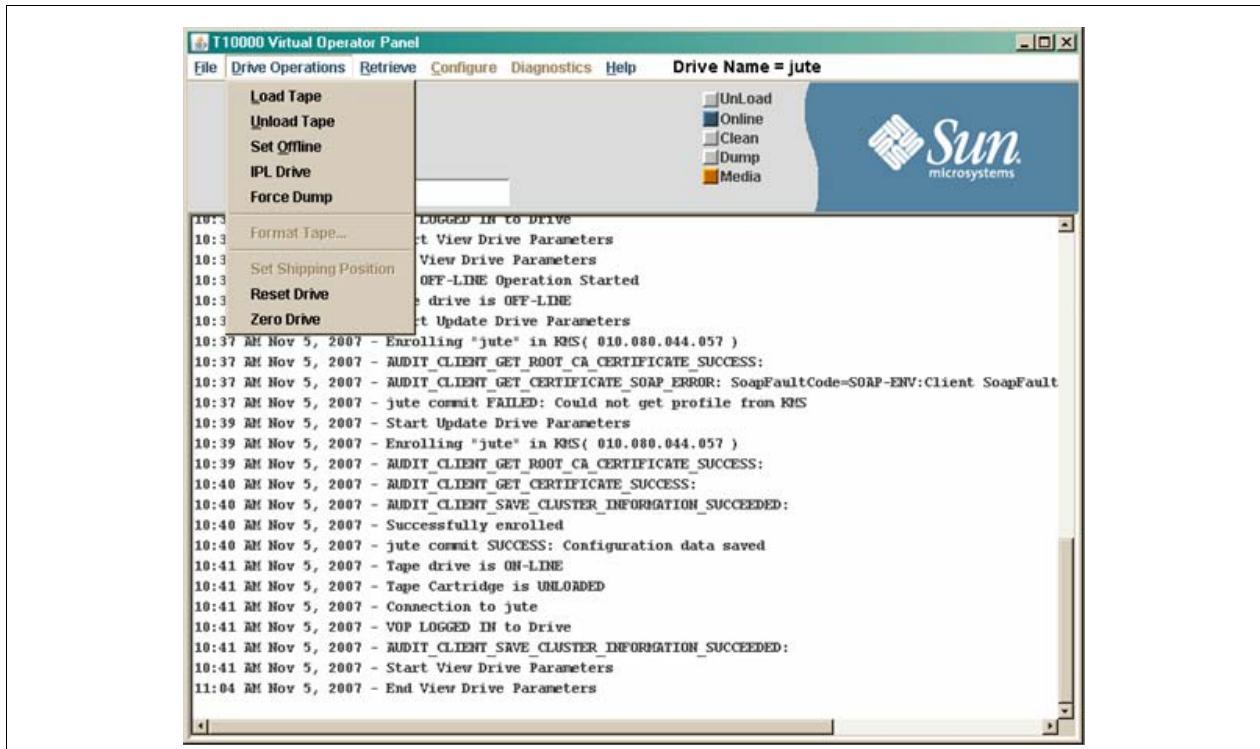 T10000 Virtual Operator Panel
File Drive Operations Retrieve Configure Diagnostics Help Drive Name = jute
Load Tape
Unload Tape
Set Offline
IPL Drive
Force Dump
Format Tape...
Set Shipping Position
Reset Drive
Zero Drive
UnLoad
Online
Clean
Dump
Media
Sun
microsystems
10:3 LOGGED IN to Drive
10:3 t View Drive Parameters
10:3 View Drive Parameters
10:3 OFF-LINE Operation Started
10:3 drive is OFF-LINE
10:3 t Update Drive Parameters
10:37 AM Nov 5, 2007 - Enrolling "jute" in KMS( 010.080.044.057 )
10:37 AM Nov 5, 2007 - AUDIT_CLIENT_GET_ROOT_CA_CERTIFICATE_SUCCESS:
10:37 AM Nov 5, 2007 - AUDIT_CLIENT_GET_CERTIFICATE_SOAP_ERROR: SoapFaultCode=SOAP-ENV:Client SoapFault
10:37 AM Nov 5, 2007 - jute commit FAILED: Could not get profile from KMS
10:39 AM Nov 5, 2007 - Start Update Drive Parameters
10:39 AM Nov 5, 2007 - Enrolling "jute" in KMS( 010.080.044.057 )
10:39 AM Nov 5, 2007 - AUDIT_CLIENT_GET_ROOT_CA_CERTIFICATE_SUCCESS:
10:40 AM Nov 5, 2007 - AUDIT_CLIENT_GET_CERTIFICATE_SUCCESS:
10:40 AM Nov 5, 2007 - AUDIT_CLIENT_SAVE_CLUSTER_INFORMATION_SUCCEEDED:
10:40 AM Nov 5, 2007 - Successfully enrolled
10:40 AM Nov 5, 2007 - jute commit SUCCESS: Configuration data saved
10:41 AM Nov 5, 2007 - Tape drive is ON-LINE
10:41 AM Nov 5, 2007 - Tape Cartridge is UNLOADED
10:41 AM Nov 5, 2007 - Connection to jute
10:41 AM Nov 5, 2007 - VOP LOGGED IN to Drive
10:41 AM Nov 5, 2007 - AUDIT_CLIENT_SAVE_CLUSTER_INFORMATION_SUCCEEDED:
10:41 AM Nov 5, 2007 - Start View Drive Parameters
11:04 AM Nov 5, 2007 - End View Drive Parameters